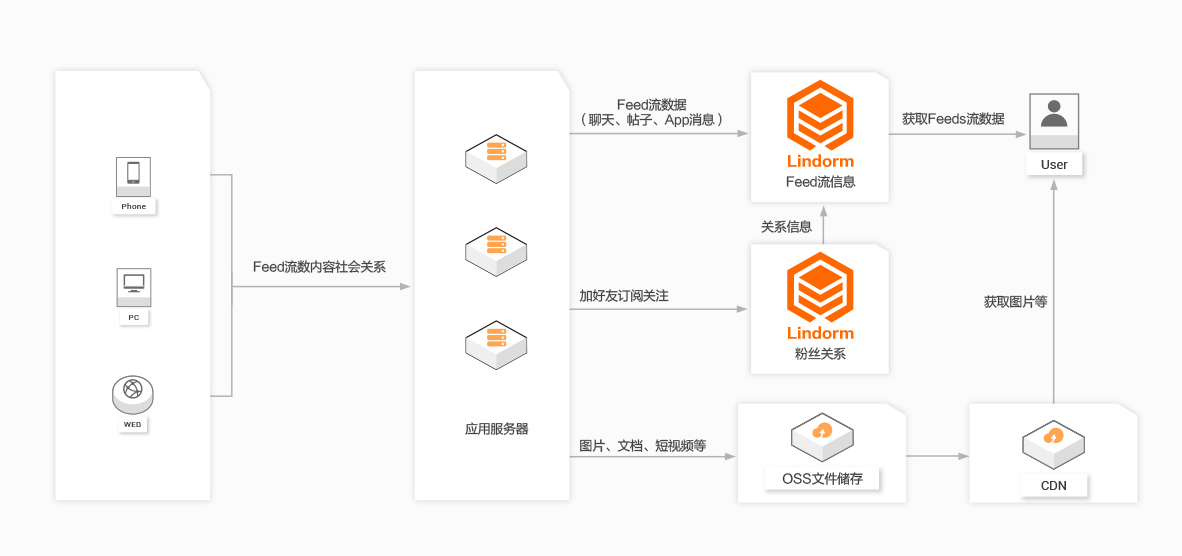 Phone
PC
WEB
Feed流数内容社会关系
应用服务器
Feed流数据
（聊天、帖子、App消息）
加好友订阅关注
图片、文档、短视频等
Lindorm
Feed流信息
关系信息
Lindorm
粉丝关系
OSS文件储存
获取Feeds流数据
User
获取图片等
CDN